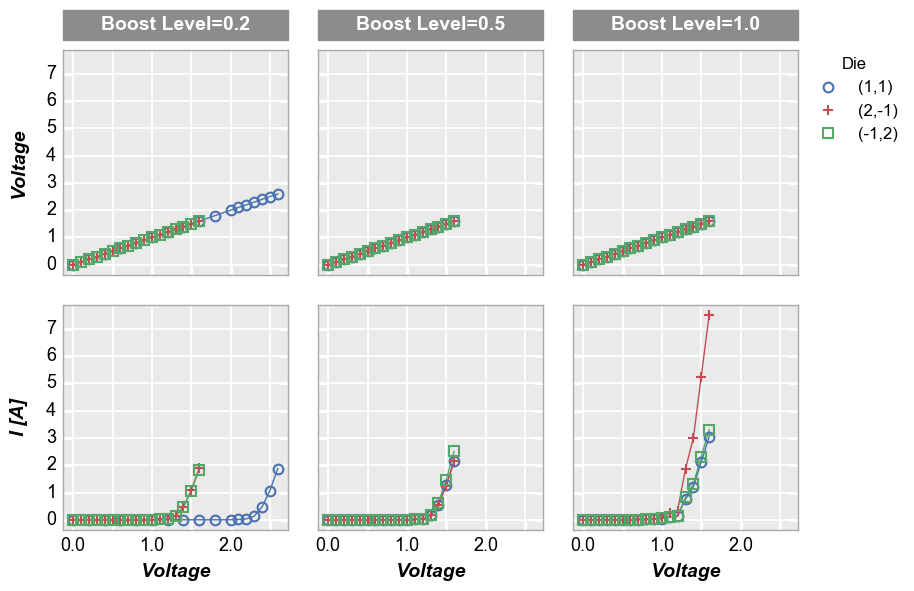 Boost Level=0.2
Boost Level=0.5
Boost Level=1.0
Die
(1,1)
(2,-1)
(-1,2)
Voltage
7
6
5
4
3
2
1
0
I [A]
7
6
5
4
3
2
1
0
0.0 1.0 2.0
0.0 1.0 2.0
0.0 1.0 2.0
Voltage
Voltage
Voltage